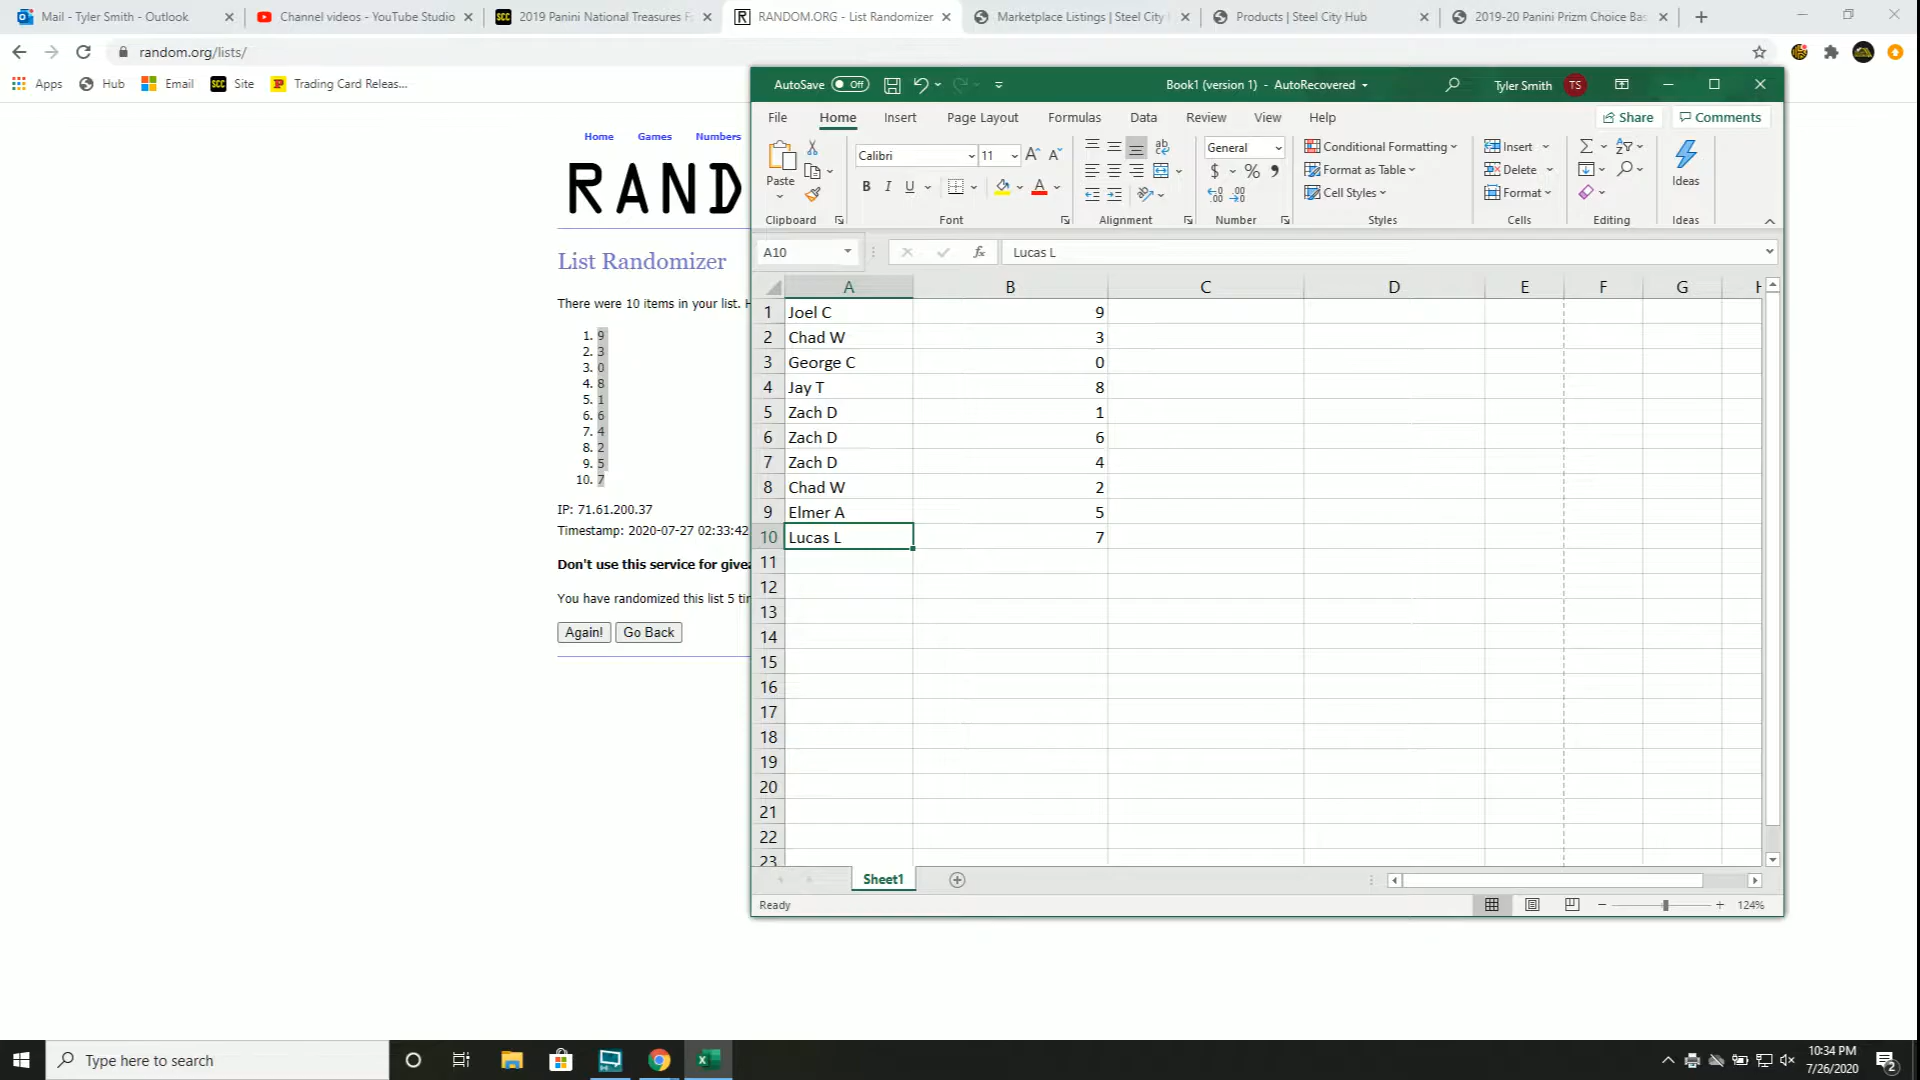 Mail - Tyler Smith - Outlook
Channel videos - YouTube Studio
SCC 2019 Panini National Treasures F
R RANDOM.ORG - List Randomizer
Marketplace Listings | Steel City
Products | Steel City Hub
2019-20 Panini Prizm Choice Bas
random.org/lists/
Apps
Hub
Email
SCC Site
P Trading Card Releas...
Home
Games
Numbers
RAND
List Randomizer
There were 10 items in your list. H
1. 9
2. 3
3. 0
4. 8
5. 1
6. 6
7. 4
8. 2
9. 5
10. 7
IP: 71.61.200.37
Timestamp: 2020-07-27 02:33:42
Don't use this service for givea
You have randomized this list 5 tim
Again! Go Back
AutoSave Off
Book1 (version 1) - AutoRecovered
Tyler Smith TS
File Home Insert Page Layout Formulas Data Review View Help
Share Comments
Paste
Clipboard
Calibri 11
B I U
Font
ab
Alignment
General
$ % ,
Number
Conditional Formatting
Format as Table
Cell Styles
Styles
Insert
Delete
Format
Cells
Editing
Ideas
Ideas
A10 fx Lucas L
A B C D E F G H
1 Joel C 9
2 Chad W 3
3 George C 0
4 Jay T 8
5 Zach D 1
6 Zach D 6
7 Zach D 4
8 Chad W 2
9 Elmer A 5
10 Lucas L 7
11
12
13
14
15
16
17
18
19
20
21
22
23
Sheet1
Ready
124%
Type here to search
10:34 PM
7/26/2020
2